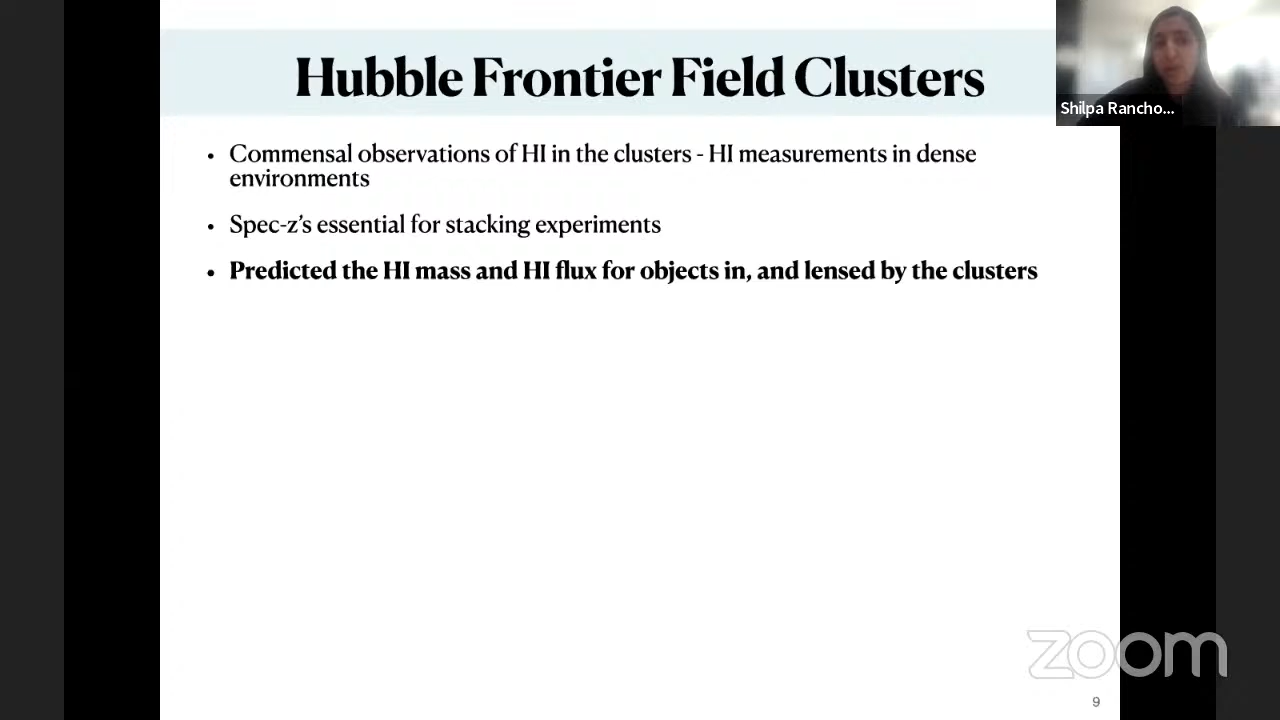 Hubble Frontier Field Clusters
Shilpa Rancho...
• Commensal observations of HI in the clusters - HI measurements in dense
environments
• Spec-z’s essential for stacking experiments
• Predicted the HI mass and HI flux for objects in, and lensed by the clusters
zoom
9